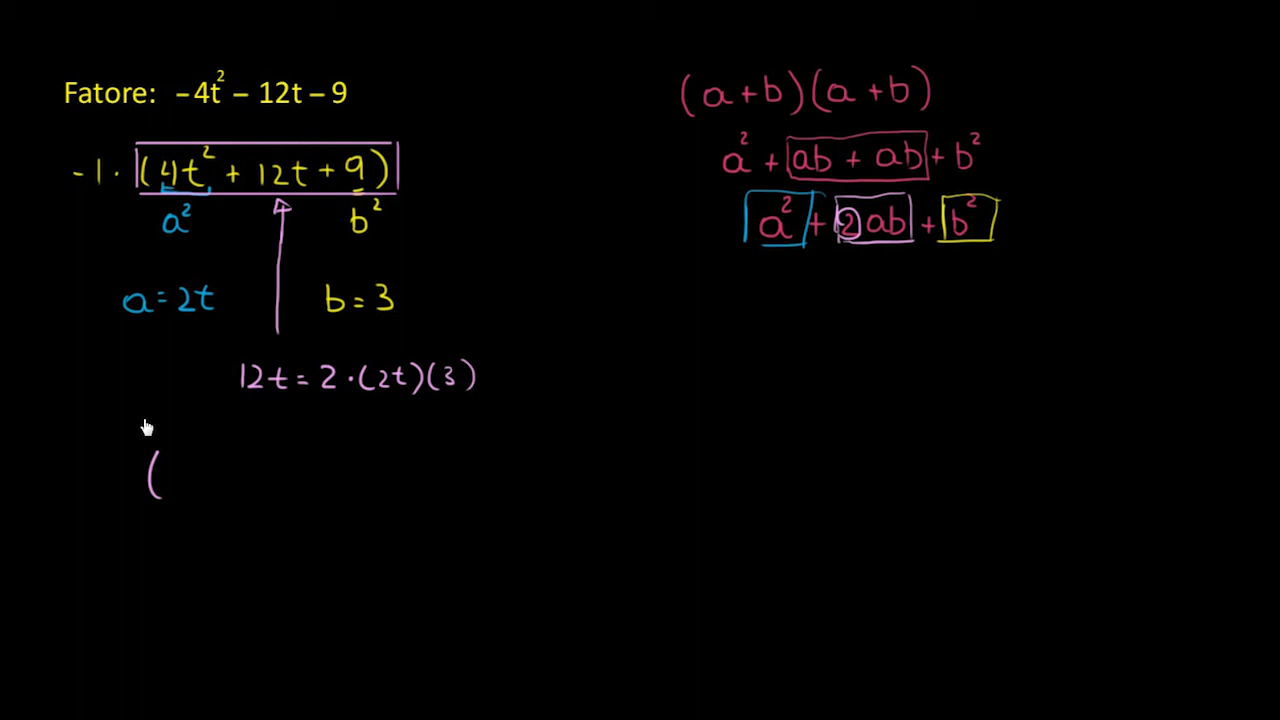 Fatore: −4t² − 12t − 9
-1 · (4t² + 12t + 9)
a² b²
a = 2t b = 3
12t = 2 · (2t)(3)
(
(a + b)(a + b)
a² + ab + ab + b²
a² + 2ab + b²